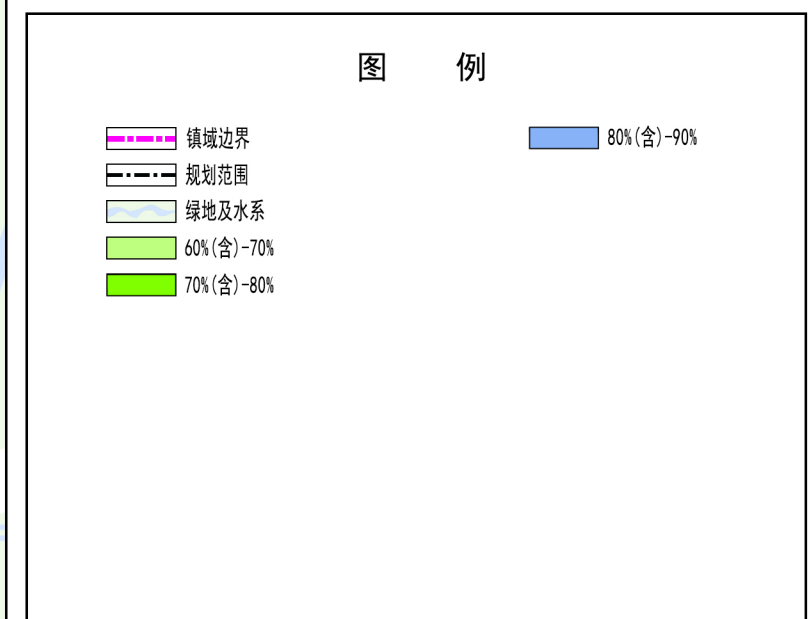 图 例
镇域边界
规划范围
绿地及水系
60%(含)-70%
70%(含)-80%
80%(含)-90%